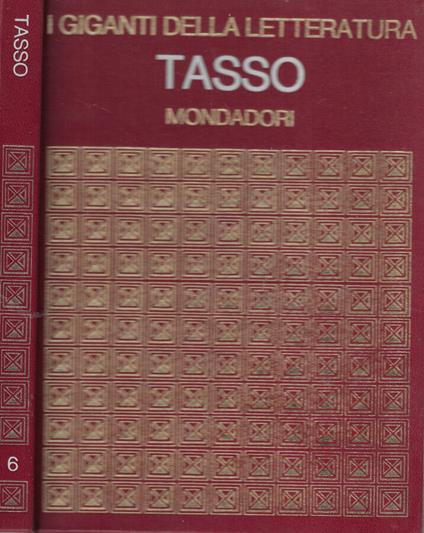 TASSO
6
I GIGANTI DELLA LETTERATURA
TASSO
MONDADORI